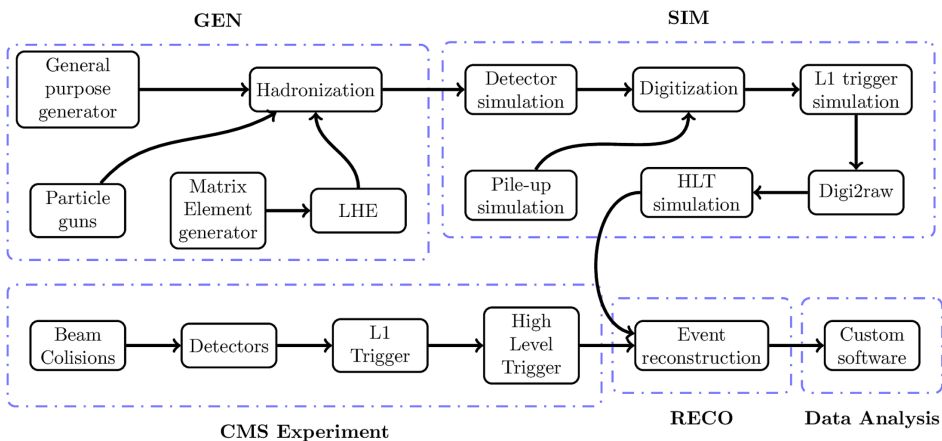 GEN
SIM
General
purpose
generator
Hadronization
Particle
guns
Matrix
Element
generator
LHE
Detector
simulation
Digitization
L1 trigger
simulation
Pile-up
simulation
HLT
simulation
Digi2raw
Beam
Colisions
Detectors
L1
Trigger
High
Level
Trigger
Event
reconstruction
Custom
software
CMS Experiment
RECO
Data Analysis